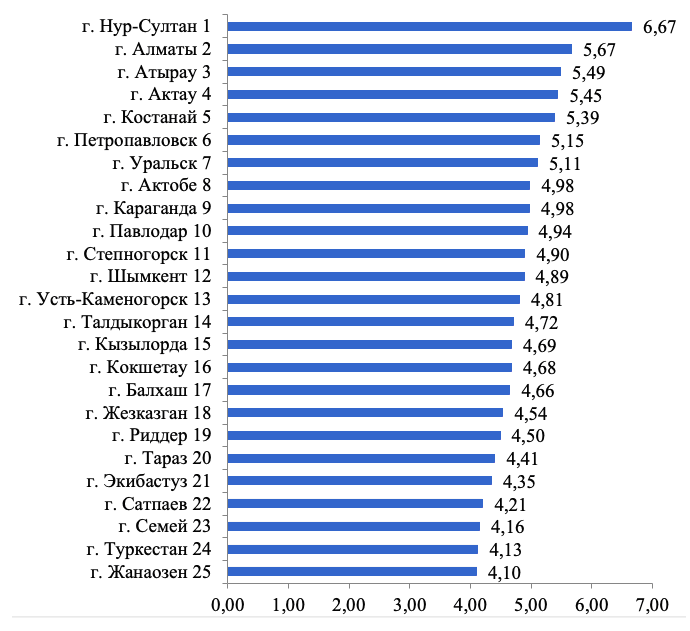 г. Нур-Султан 1 6,67
г. Алматы 2 5,67
г. Атырау 3 5,49
г. Актау 4 5,45
г. Костанай 5 5,39
г. Петропавловск 6 5,15
г. Уральск 7 5,11
г. Актобе 8 4,98
г. Караганда 9 4,98
г. Павлодар 10 4,94
г. Степногорск 11 4,90
г. Шымкент 12 4,89
г. Усть-Каменогорск 13 4,81
г. Талдыкорган 14 4,72
г. Кызылорда 15 4,69
г. Кокшетау 16 4,68
г. Балхаш 17 4,66
г. Жезказган 18 4,54
г. Риддер 19 4,50
г. Тараз 20 4,41
г. Экибастуз 21 4,35
г. Сатпаев 22 4,21
г. Семей 23 4,16
г. Туркестан 24 4,13
г. Жанаозен 25 4,10
0,00 1,00 2,00 3,00 4,00 5,00 6,00 7,00